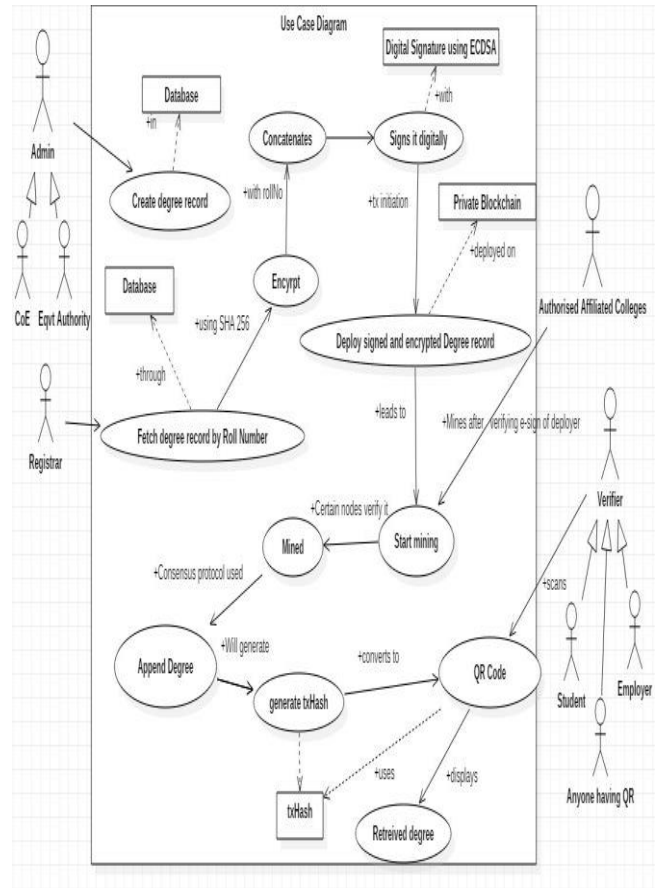 Use Case Diagram
Digital Signature using ECDSA
Database
+in
+with
Admin
Concatenates
Signs it digitally
Create degree record
+with rollNo
+tx initiation
Private Blockchain
CoE
Eqvt Authority
Database
Encyrpt
+deployed on
Authorised Affiliated Colleges
+using SHA 256
Deploy signed and encrypted Degree record
+through
+leads to
+Mines after verifying e-sign of deployer
Fetch degree record by Roll Number
Registrar
Verifier
+Certain nodes verify it
Mined
Start mining
+Consensus protocol used
+scans
+Will generate
Append Degree
+converts to
QR Code
generate txHash
Student
Employer
+uses
+displays
Anyone having QR
txHash
Retreived degree